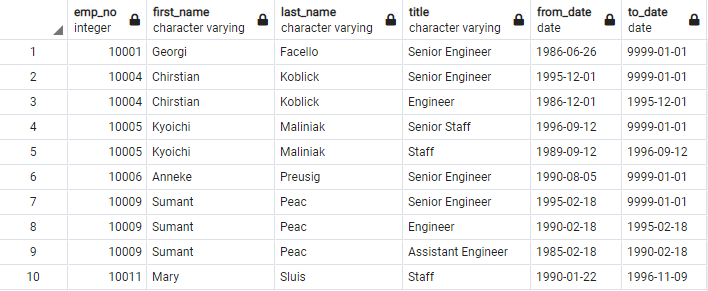 emp_no first_name last_name title from_date to_date
integer character varying character varying character varying date date
1 10001 Georgi Facello Senior Engineer 1986-06-26 9999-01-01
2 10004 Chirstian Koblick Senior Engineer 1995-12-01 9999-01-01
3 10004 Chirstian Koblick Engineer 1986-12-01 1995-12-01
4 10005 Kyoichi Maliniak Senior Staff 1996-09-12 9999-01-01
5 10005 Kyoichi Maliniak Staff 1989-09-12 1996-09-12
6 10006 Anneke Preusig Senior Engineer 1990-08-05 9999-01-01
7 10009 Sumant Peac Senior Engineer 1995-02-18 9999-01-01
8 10009 Sumant Peac Engineer 1990-02-18 1995-02-18
9 10009 Sumant Peac Assistant Engineer 1985-02-18 1990-02-18
10 10011 Mary Sluis Staff 1990-01-22 1996-11-09